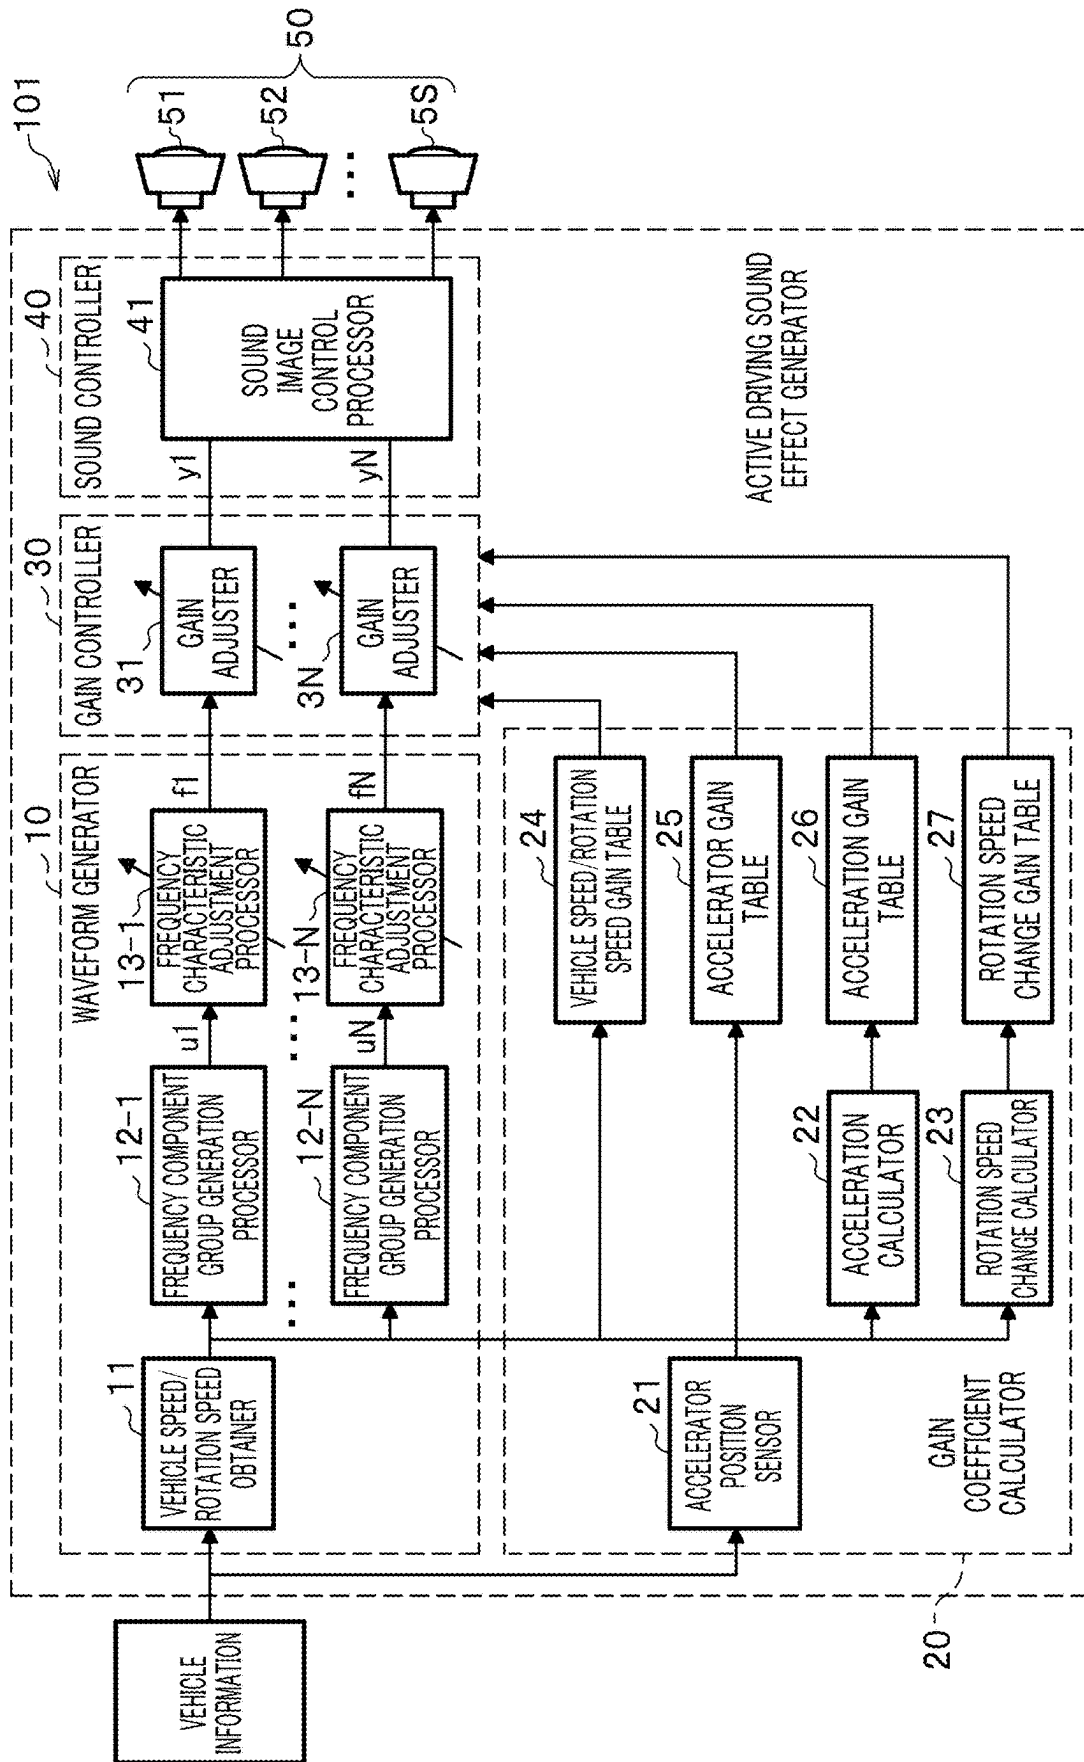 101
VEHICLE
INFORMATION
10
WAVEFORM GENERATOR
11
VEHICLE SPEED/
ROTATION SPEED
OBTAINER
12-1
FREQUENCY COMPONENT
GROUP GENERATION
PROCESSOR
u1
13-1
FREQUENCY
CHARACTERISTIC
ADJUSTMENT
PROCESSOR
f1
12-N
FREQUENCY COMPONENT
GROUP GENERATION
PROCESSOR
uN
13-N
FREQUENCY
CHARACTERISTIC
ADJUSTMENT
PROCESSOR
fN
30
GAIN CONTROLLER
31
GAIN
ADJUSTER
3N
GAIN
ADJUSTER
40
SOUND CONTROLLER
y1
yN
41
SOUND
IMAGE
CONTROL
PROCESSOR
50
51
52
5S
20
GAIN
COEFFICIENT
CALCULATOR
21
ACCELERATOR
POSITION
SENSOR
22
ACCELERATION
CALCULATOR
23
ROTATION SPEED
CHANGE CALCULATOR
24
VEHICLE SPEED/ROTATION
SPEED GAIN TABLE
25
ACCELERATOR GAIN
TABLE
26
ACCELERATION GAIN
TABLE
27
ROTATION SPEED
CHANGE GAIN TABLE
ACTIVE DRIVING SOUND
EFFECT GENERATOR